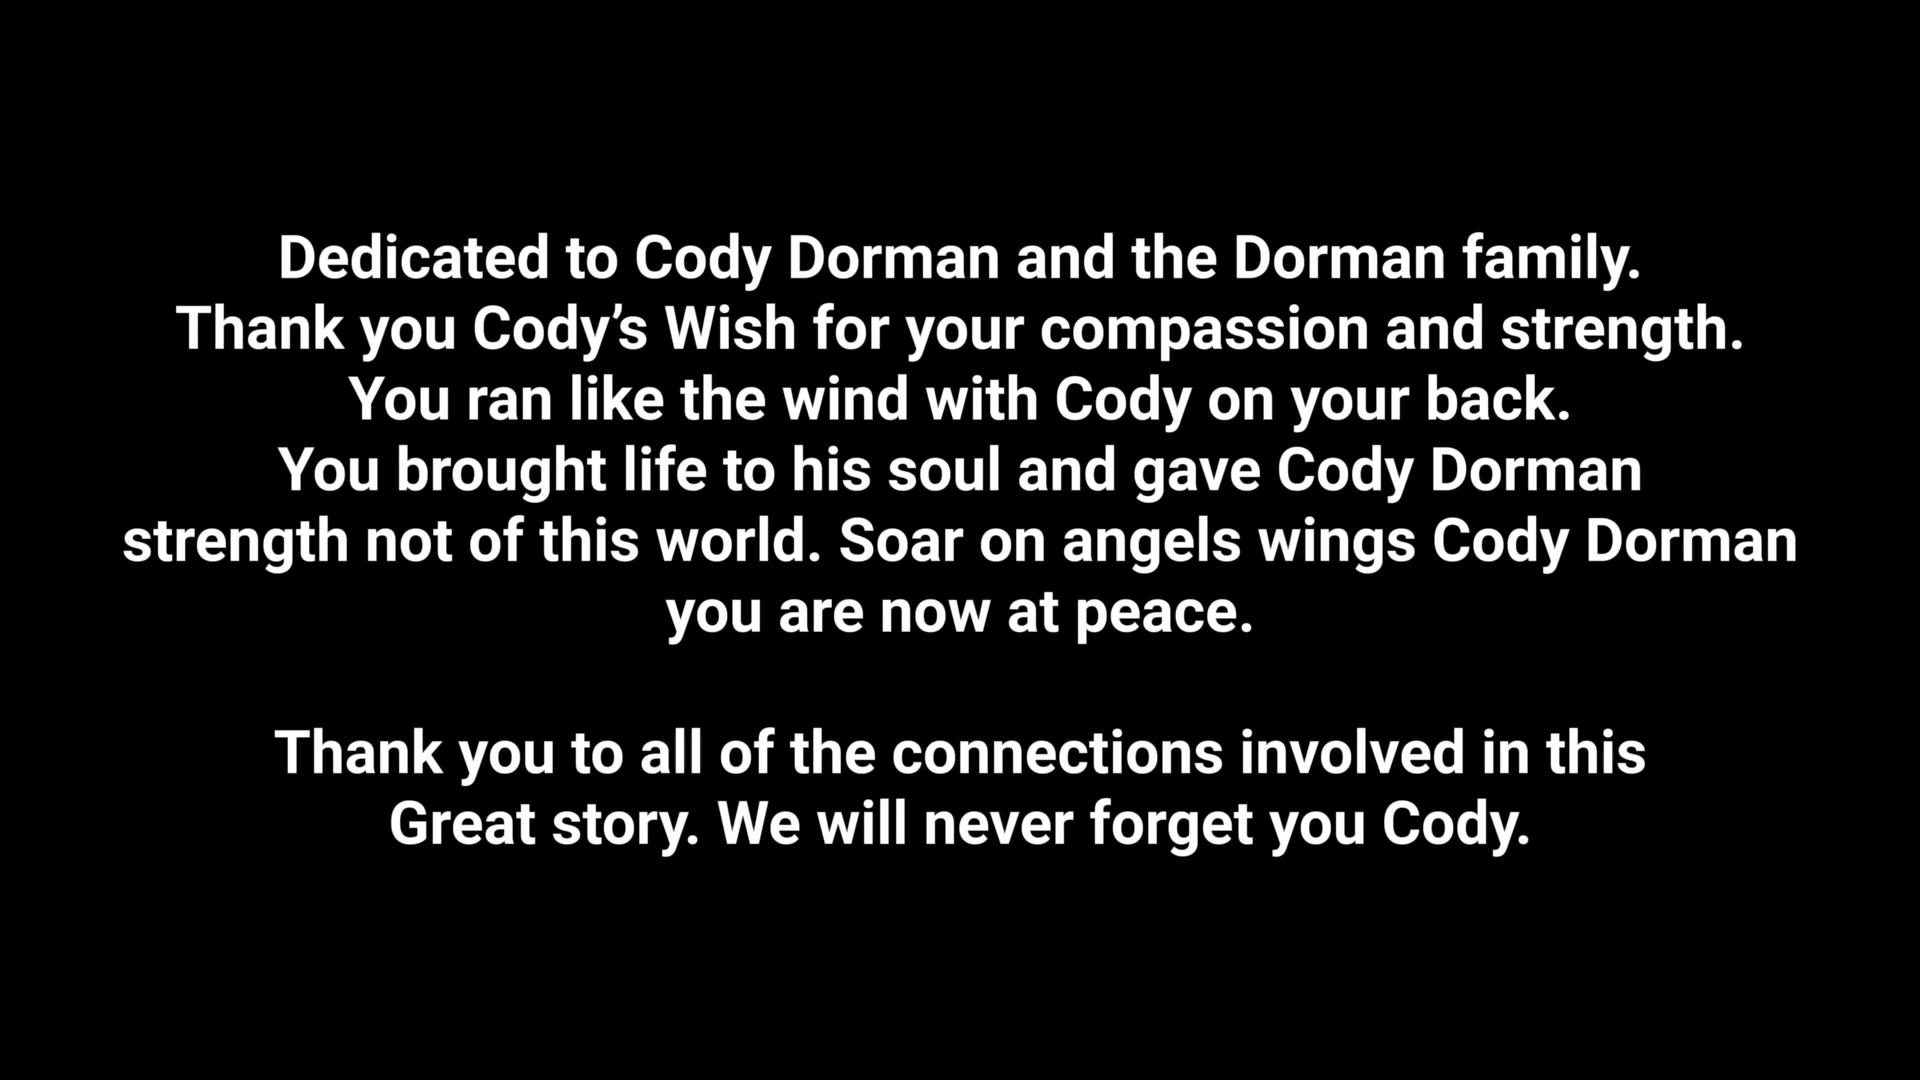 Dedicated to Cody Dorman and the Dorman family.
Thank you Cody’s Wish for your compassion and strength.
You ran like the wind with Cody on your back.
You brought life to his soul and gave Cody Dorman
strength not of this world. Soar on angels wings Cody Dorman
you are now at peace.
Thank you to all of the connections involved in this
Great story. We will never forget you Cody.